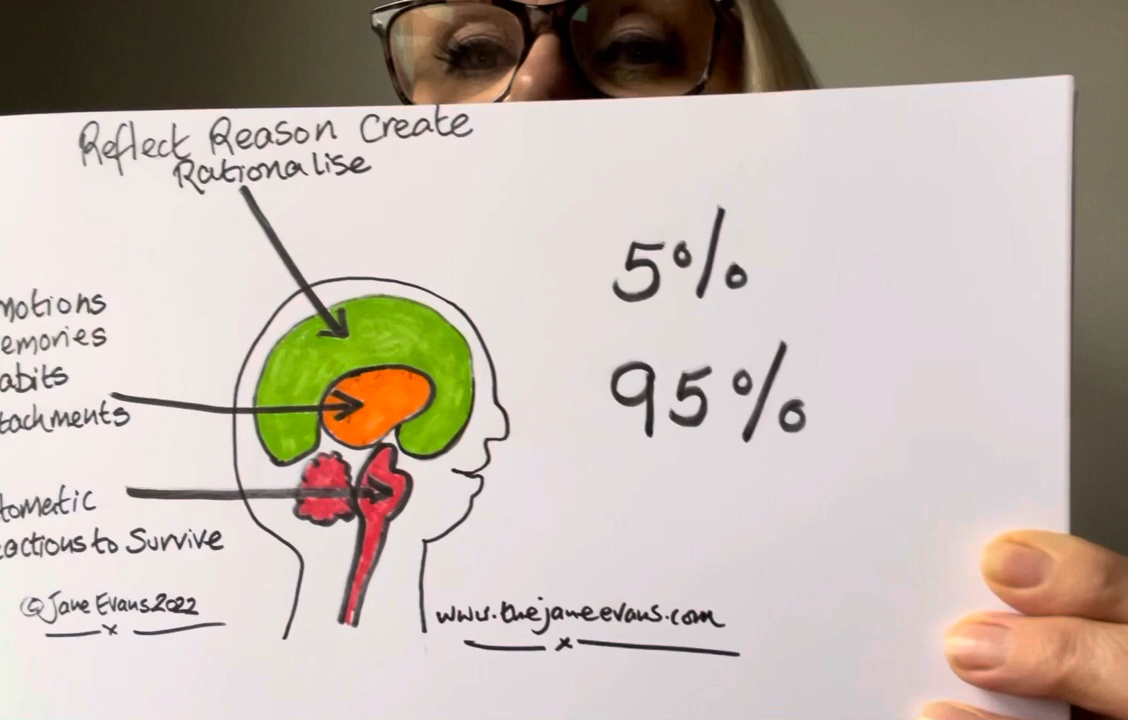 Reflect Reason Create
Rationalise
5%
motions
emories
abits
tachments
95%
tomatic
actions to Survive
©Jane Evans.2022
www.thejaneevans.com